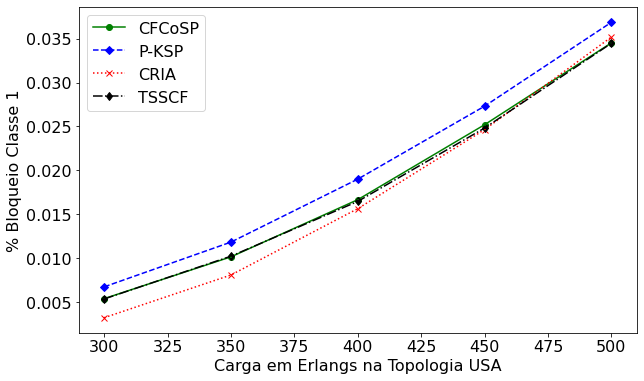 CFCoSP
P-KSP
CRIA
TSSCF
% Bloqueio Classe 1
0.035
0.030
0.025
0.020
0.015
0.010
0.005
300 325 350 375 400 425 450 475 500
Carga em Erlangs na Topologia USA